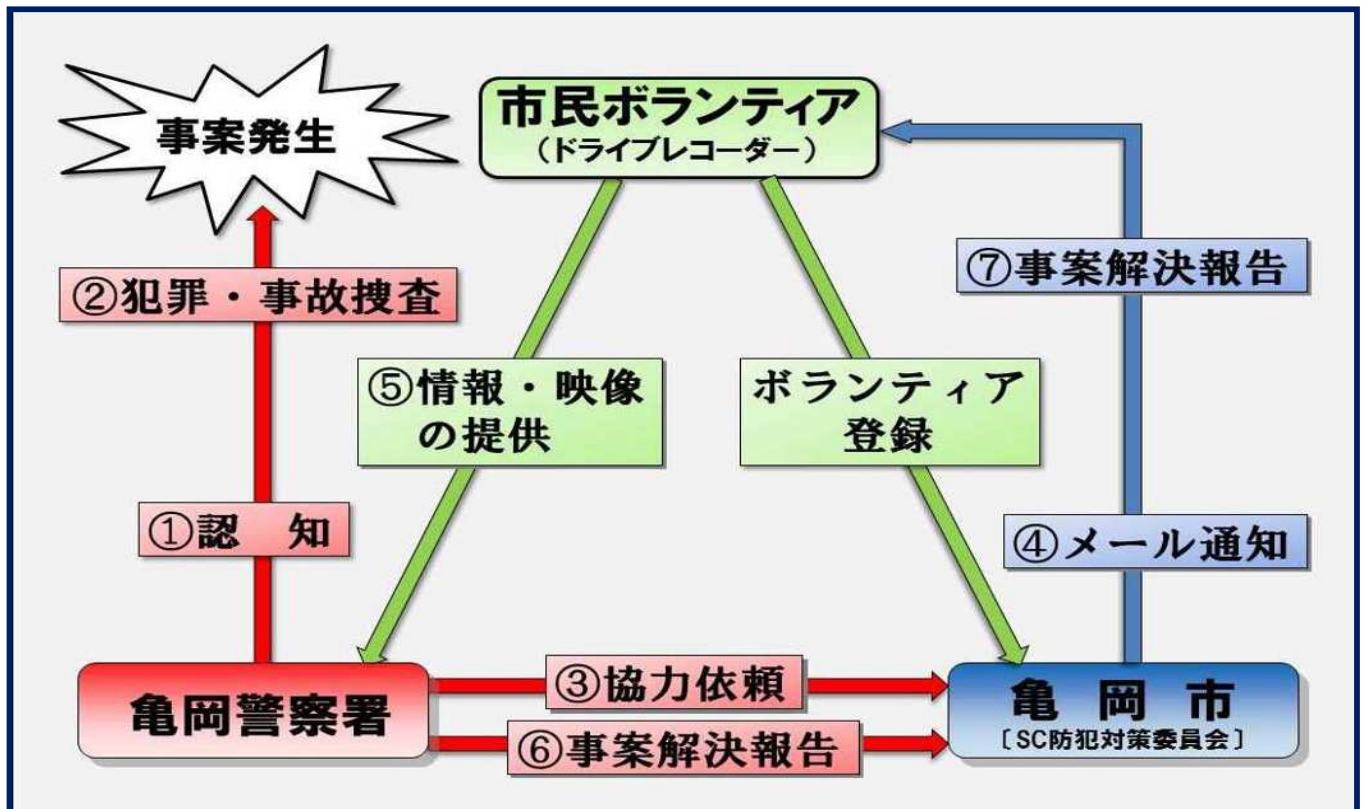 事案発生
市民ボランティア
（ドライブレコーダー）
②犯罪・事故捜査
⑦事案解決報告
⑤情報・映像
の提供
ボランティア
登録
①認　知
④メール通知
亀岡警察署
③協力依頼
⑥事案解決報告
亀 岡 市
［SC防犯対策委員会］